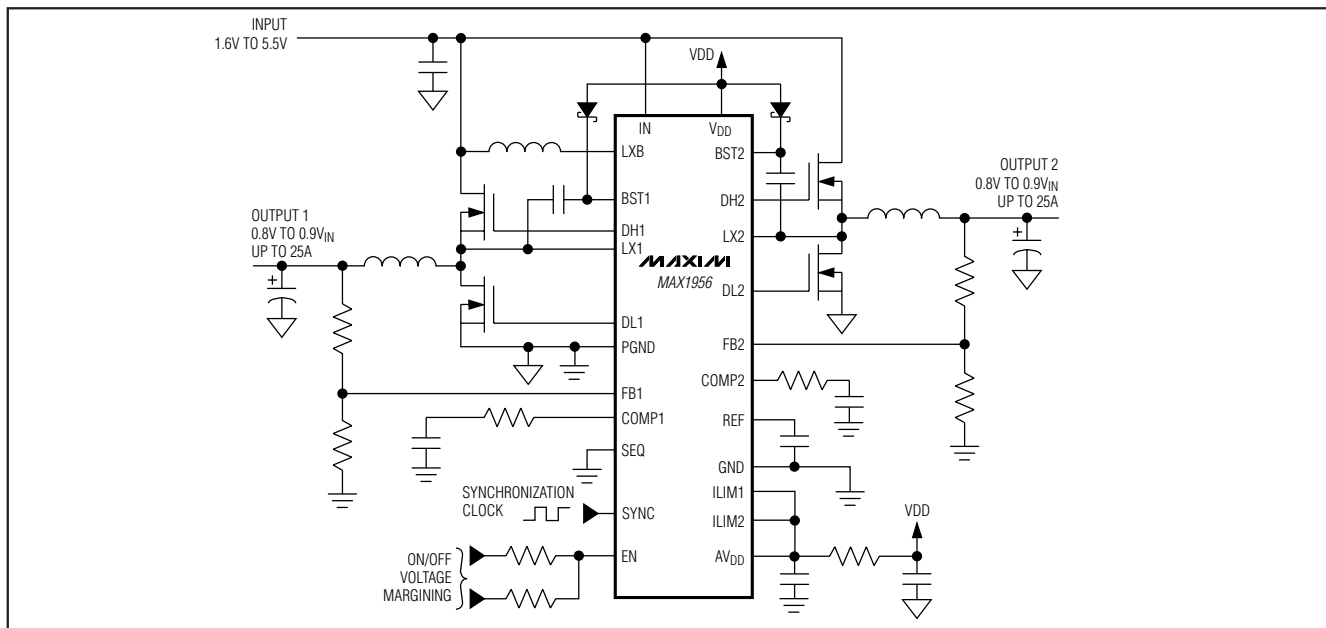 INPUT
1.6V TO 5.5V
VDD
IN
VDD
LXB
BST2
BST1
DH2
OUTPUT 2
0.8V TO 0.9VIN
UP TO 25A
OUTPUT 1
0.8V TO 0.9VIN
UP TO 25A
DH1
LX1
LX2
MAXIM
MAX1956
DL2
DL1
PGND
FB2
FB1
COMP2
COMP1
REF
SEQ
GND
ILIM1
SYNCHRONIZATION
CLOCK
SYNC
ILIM2
VDD
ON/OFF
VOLTAGE
MARGINING
EN
AVDD
+
+